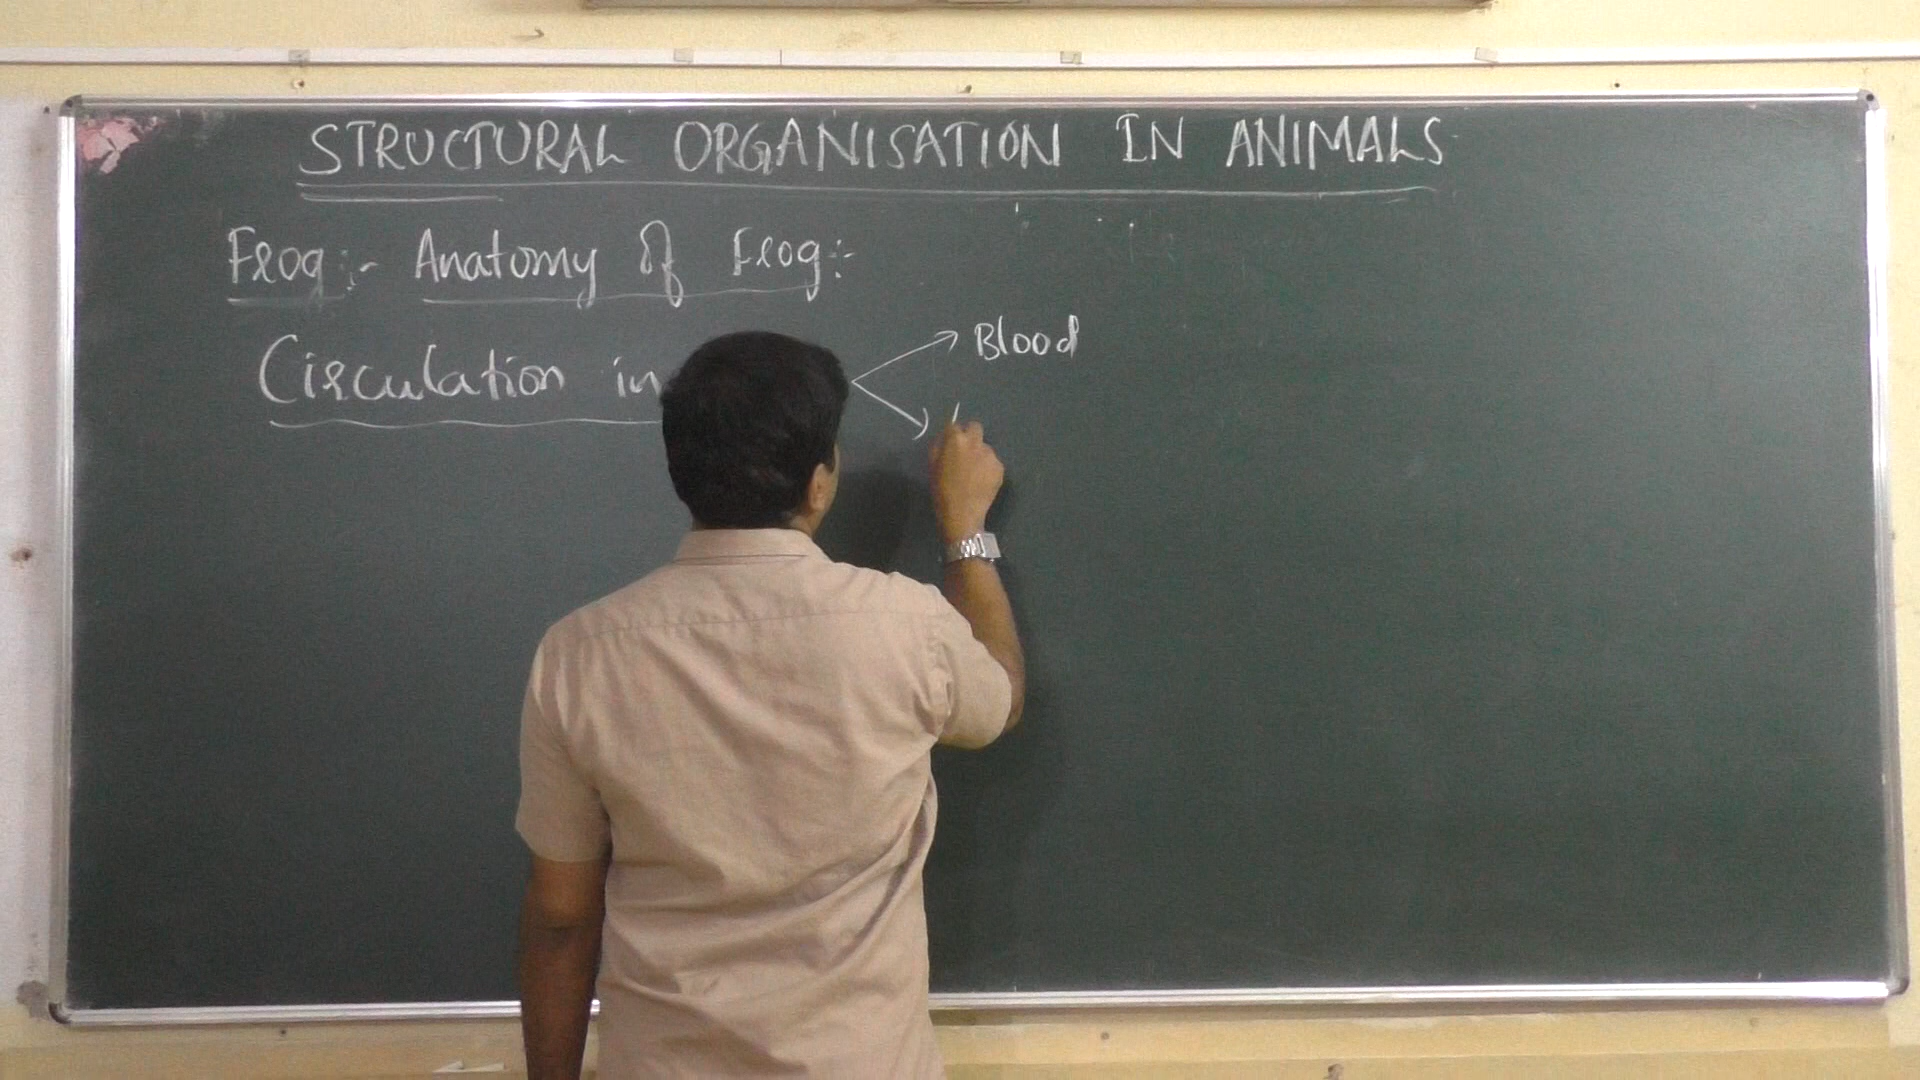 STRUCTURAL ORGANISATION IN ANIMALS
Frog:- Anatomy of Frog:-
Circulation in
Blood